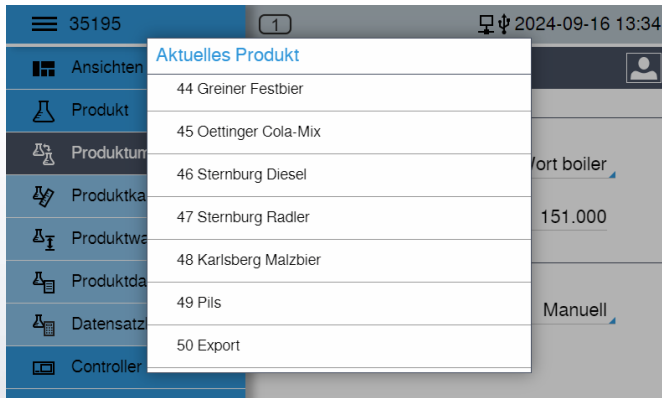 35195
1
2024-09-16 13:34
Ansichten
Produkt
Produktum
Produktka
Produktwa
Produktda
Datensatz
Controller
Aktuelles Produkt
44 Greiner Festbier
45 Oettinger Cola-Mix
46 Sternburg Diesel
47 Sternburg Radler
48 Karlsberg Malzbier
49 Pils
50 Export
Vort boiler
151.000
Manuell